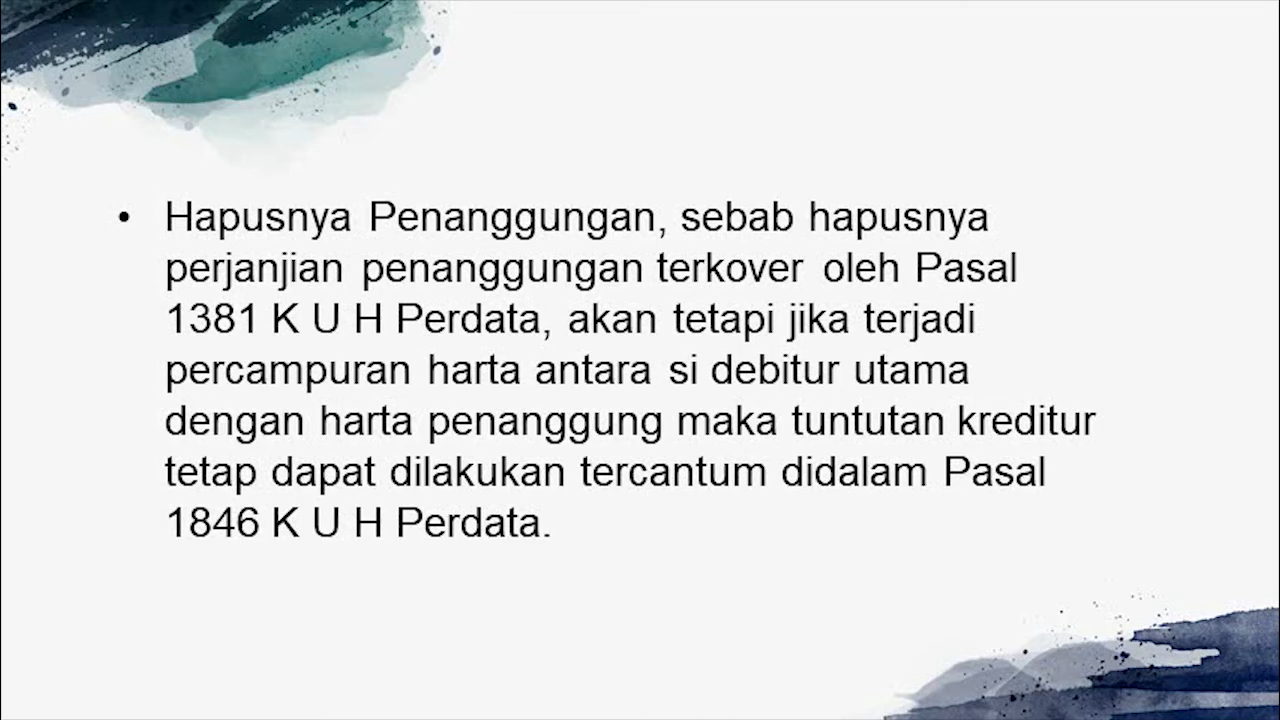 • Hapusnya Penanggungan, sebab hapusnya
perjanjian penanggungan terkover oleh Pasal
1381 K U H Perdata, akan tetapi jika terjadi
percampuran harta antara si debitur utama
dengan harta penanggung maka tuntutan kreditur
tetap dapat dilakukan tercantum didalam Pasal
1846 K U H Perdata.